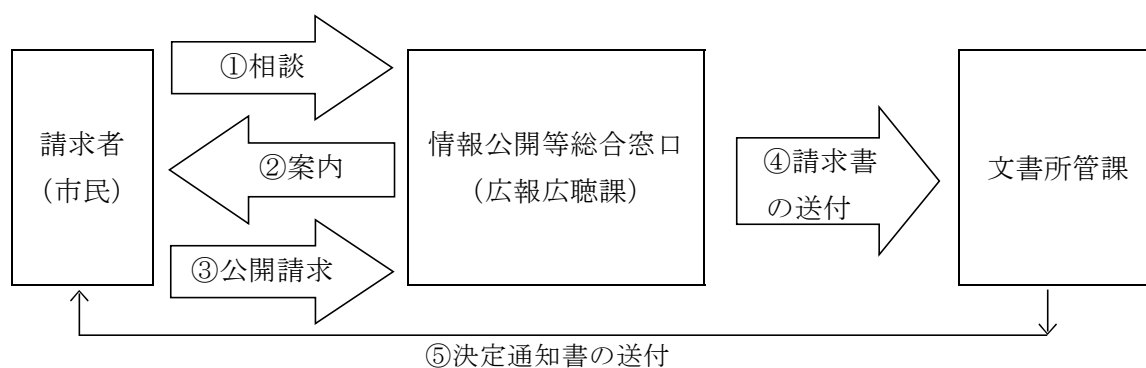 ①相談
請求者
(市民)
②案内
③公開請求
情報公開等総合窓口
(広報広聴課)
④請求書
の送付
文書所管課
⑤決定通知書の送付